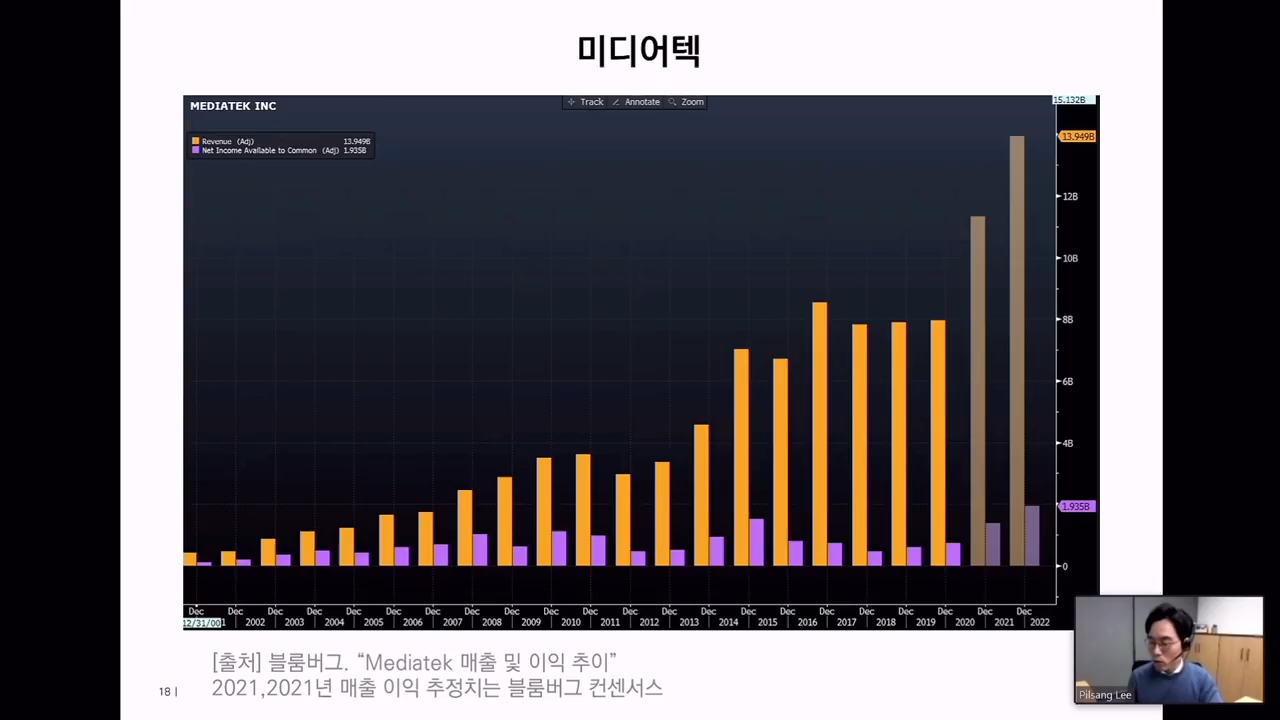 미디어텍
MEDIATEK INC
Track Annotate Zoom
15.132B
Revenue (Adj) 13.949B
Net Income Available to Common (Adj) 1.935B
13.949B
12B
10B
8B
6B
4B
1.935B
0
Dec Dec Dec Dec Dec Dec Dec Dec Dec Dec Dec Dec Dec Dec Dec Dec Dec Dec Dec Dec Dec Dec
12/31/00 1 2002 2003 2004 2005 2006 2007 2008 2009 2010 2011 2012 2013 2014 2015 2016 2017 2018 2019 2020 2021 2022
[출처] 블룸버그. “Mediatek 매출 및 이익 추이”
2021,2021년 매출 이익 추정치는 블룸버그 컨센서스
18 |
Pilsang Lee